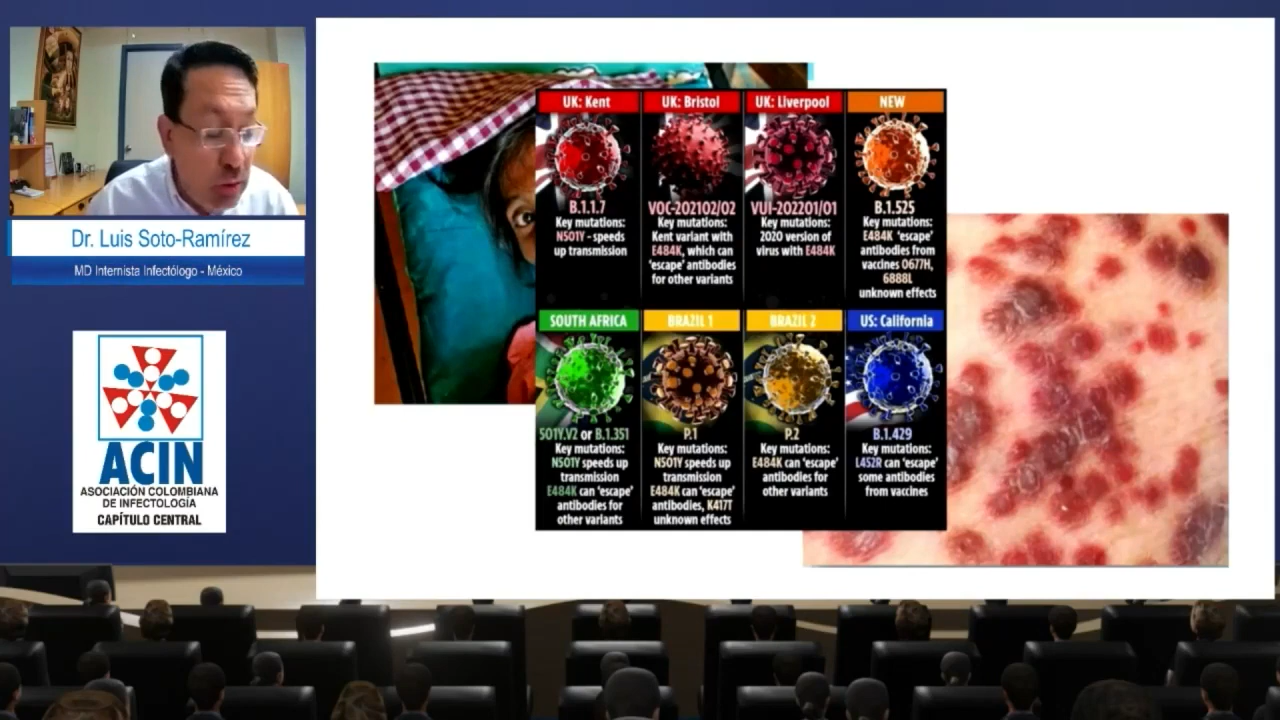 Dr. Luis Soto-Ramírez
MD Internista Infectólogo - México
ACIN
ASOCIACIÓN COLOMBIANA
DE INFECTOLOGÍA
CAPÍTULO CENTRAL
UK: Kent
B.1.1.7
Key mutations:
N501Y - speeds
up transmission
UK: Bristol
VOC-202102/02
Key mutations:
Kent variant with
E484K, which can
'escape' antibodies
for other variants
UK: Liverpool
VUI-202201/01
Key mutations:
2020 version of
virus with E484K
NEW
B.1.525
Key mutations:
E484K 'escape'
antibodies from
vaccines O677H,
6888L
unknown effects
SOUTH AFRICA
501Y.V2 or B.1.351
Key mutations:
N501Y speeds up
transmission
E484K can 'escape'
antibodies for
other variants
BRAZIL 1
P.1
Key mutations:
N501Y speeds up
transmission
E484K can 'escape'
antibodies, K417T
unknown effects
BRAZIL 2
P.2
Key mutations:
E484K can 'escape'
antibodies for
other variants
US: California
B.1.429
Key mutations:
L452R can 'escape'
some antibodies
from vaccines